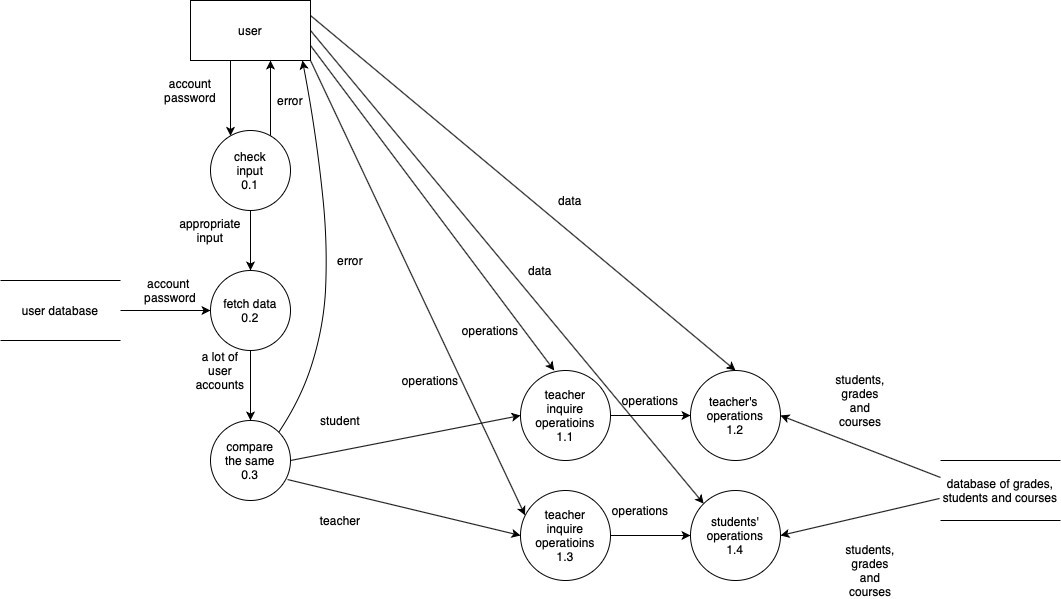 user
account
password
error
check
input
0.1
appropriate
input
data
error
data
account
password
user database
fetch data
0.2
operations
a lot of
user
accounts
operations
students,
grades
and
courses
teacher
inquire
operatioins
1.1
operations
teacher's
operations
1.2
student
compare
the same
0.3
database of grades,
students and courses
teacher
teacher
inquire
operatioins
1.3
operations
students'
operations
1.4
students,
grades
and
courses